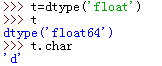 >>> t=dtype('float')
>>> t
dtype('float64')
>>> t.char
'd'